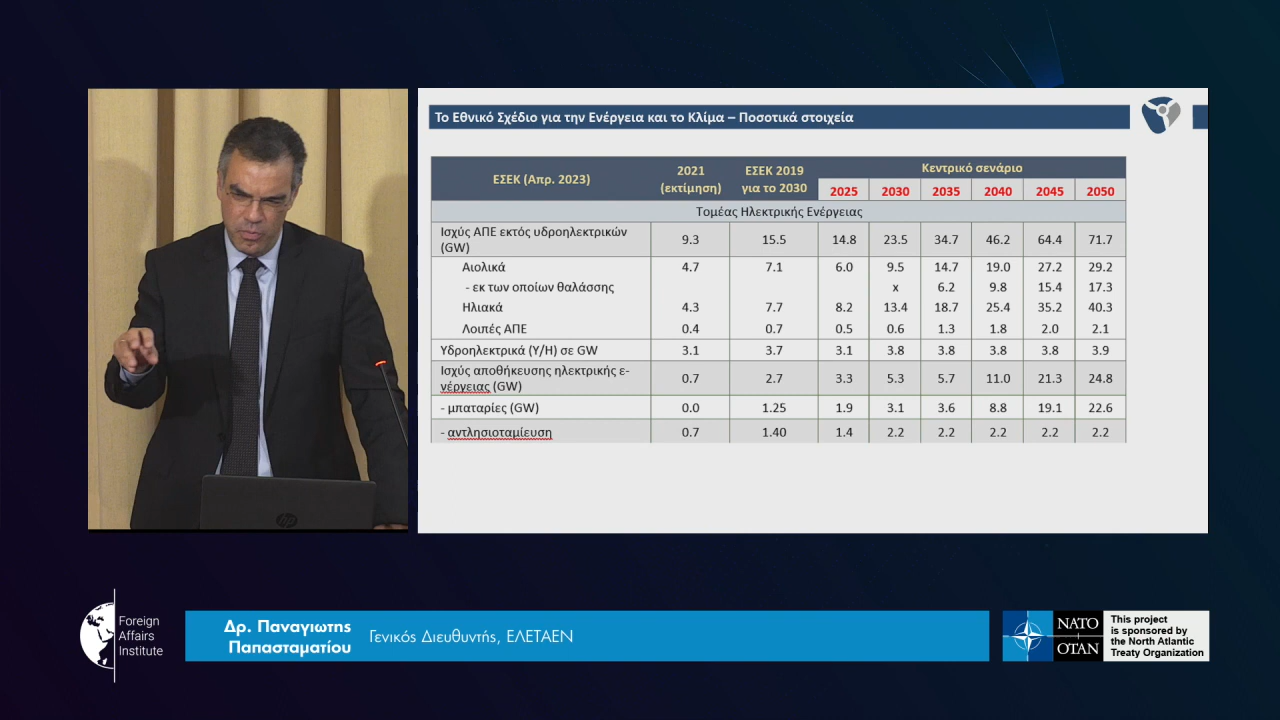 Το Εθνικό Σχέδιο για την Ενέργεια και το Κλίμα – Ποσοτικά στοιχεία
ΕΣΕΚ (Απρ. 2023) 2021 (εκτίμηση) ΕΣΕΚ 2019 για το 2030 Κεντρικό σενάριο
2025 2030 2035 2040 2045 2050
Τομέας Ηλεκτρικής Ενέργειας
Ισχύς ΑΠΕ εκτός υδροηλεκτρικών
(GW) 9.3 15.5 14.8 23.5 34.7 46.2 64.4 71.7
Αιολικά 4.7 7.1 6.0 9.5 14.7 19.0 27.2 29.2
- εκ των οποίων θαλάσσης x 6.2 9.8 15.4 17.3
Ηλιακά 4.3 7.7 8.2 13.4 18.7 25.4 35.2 40.3
Λοιπές ΑΠΕ 0.4 0.7 0.5 0.6 1.3 1.8 2.0 2.1
Υδροηλεκτρικά (Υ/Η) σε GW 3.1 3.7 3.1 3.8 3.8 3.8 3.8 3.9
Ισχύς αποθήκευσης ηλεκτρικής ε-
νέργειας (GW) 0.7 2.7 3.3 5.3 5.7 11.0 21.3 24.8
- μπαταρίες (GW) 0.0 1.25 1.9 3.1 3.6 8.8 19.1 22.6
- αντλησιοταμίευση 0.7 1.40 1.4 2.2 2.2 2.2 2.2 2.2
hp
Foreign
Affairs
Institute
Δρ. Παναγιωτης
Παπασταματίου
Γενικός Διευθυντής, ΕΛΕΤΑΕΝ
NATO
OTAN
This project
is sponsored by
the North Atlantic
Treaty Organization